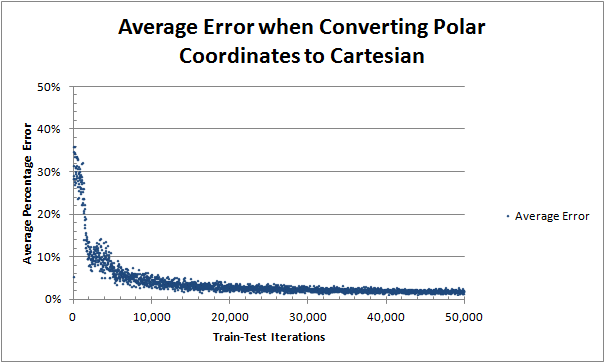 Average Error when Converting Polar
Coordinates to Cartesian
50%
40%
30%
20%
10%
0%
Average Percentage Error
0
10,000
20,000
30,000
40,000
50,000
Train-Test Iterations
Average Error